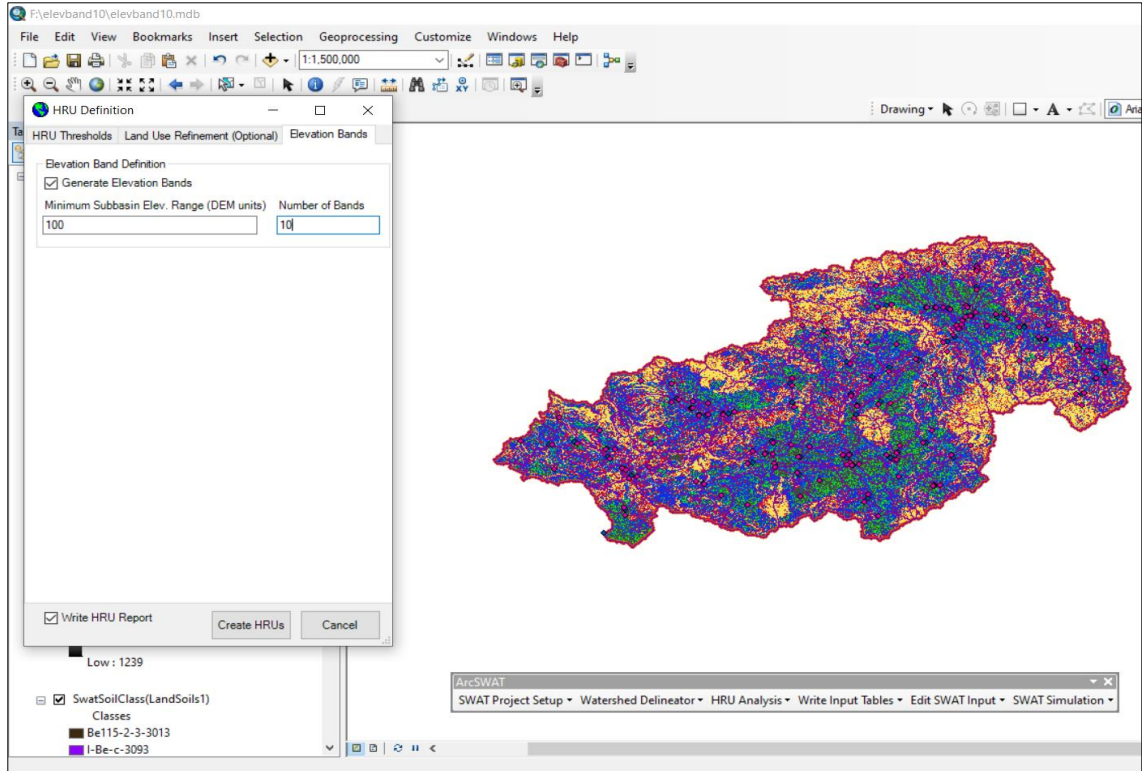 F:\elevband10\elevband10.mdb
File Edit View Bookmarks Insert Selection Geoprocessing Customize Windows Help
1:1,500,000
Drawing A
HRU Definition
HRU Thresholds Land Use Refinement (Optional) Elevation Bands
Elevation Band Definition
Generate Elevation Bands
Minimum Subbasin Elev. Range (DEM units) Number of Bands
100 10
Write HRU Report Create HRUs Cancel
Low : 1239
SwatSoilClass(LandSoils1)
Classes
Be115-2-3-3013
I-Be-c-3093
ArcSWAT
SWAT Project Setup Watershed Delineator HRU Analysis Write Input Tables Edit SWAT Input SWAT Simulation